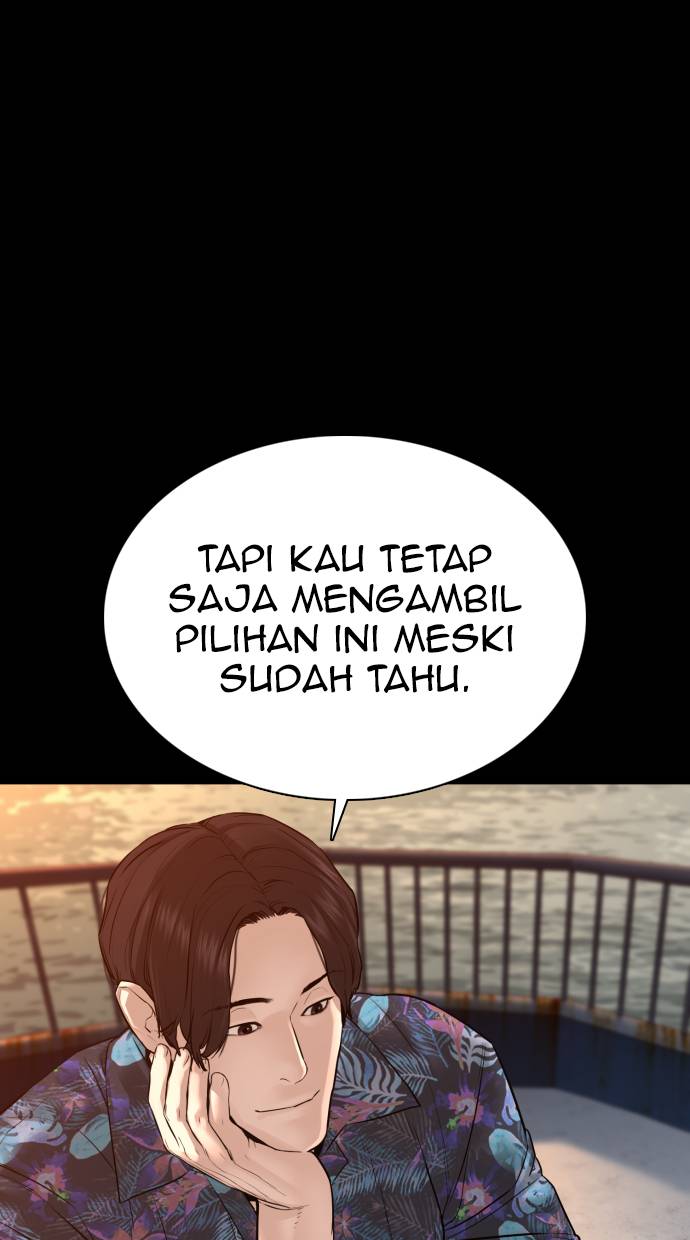 TAPI KAU TETAP
SAJA MENGAMBIL
PILIHAN INI MESKI
SUDAH TAHU.